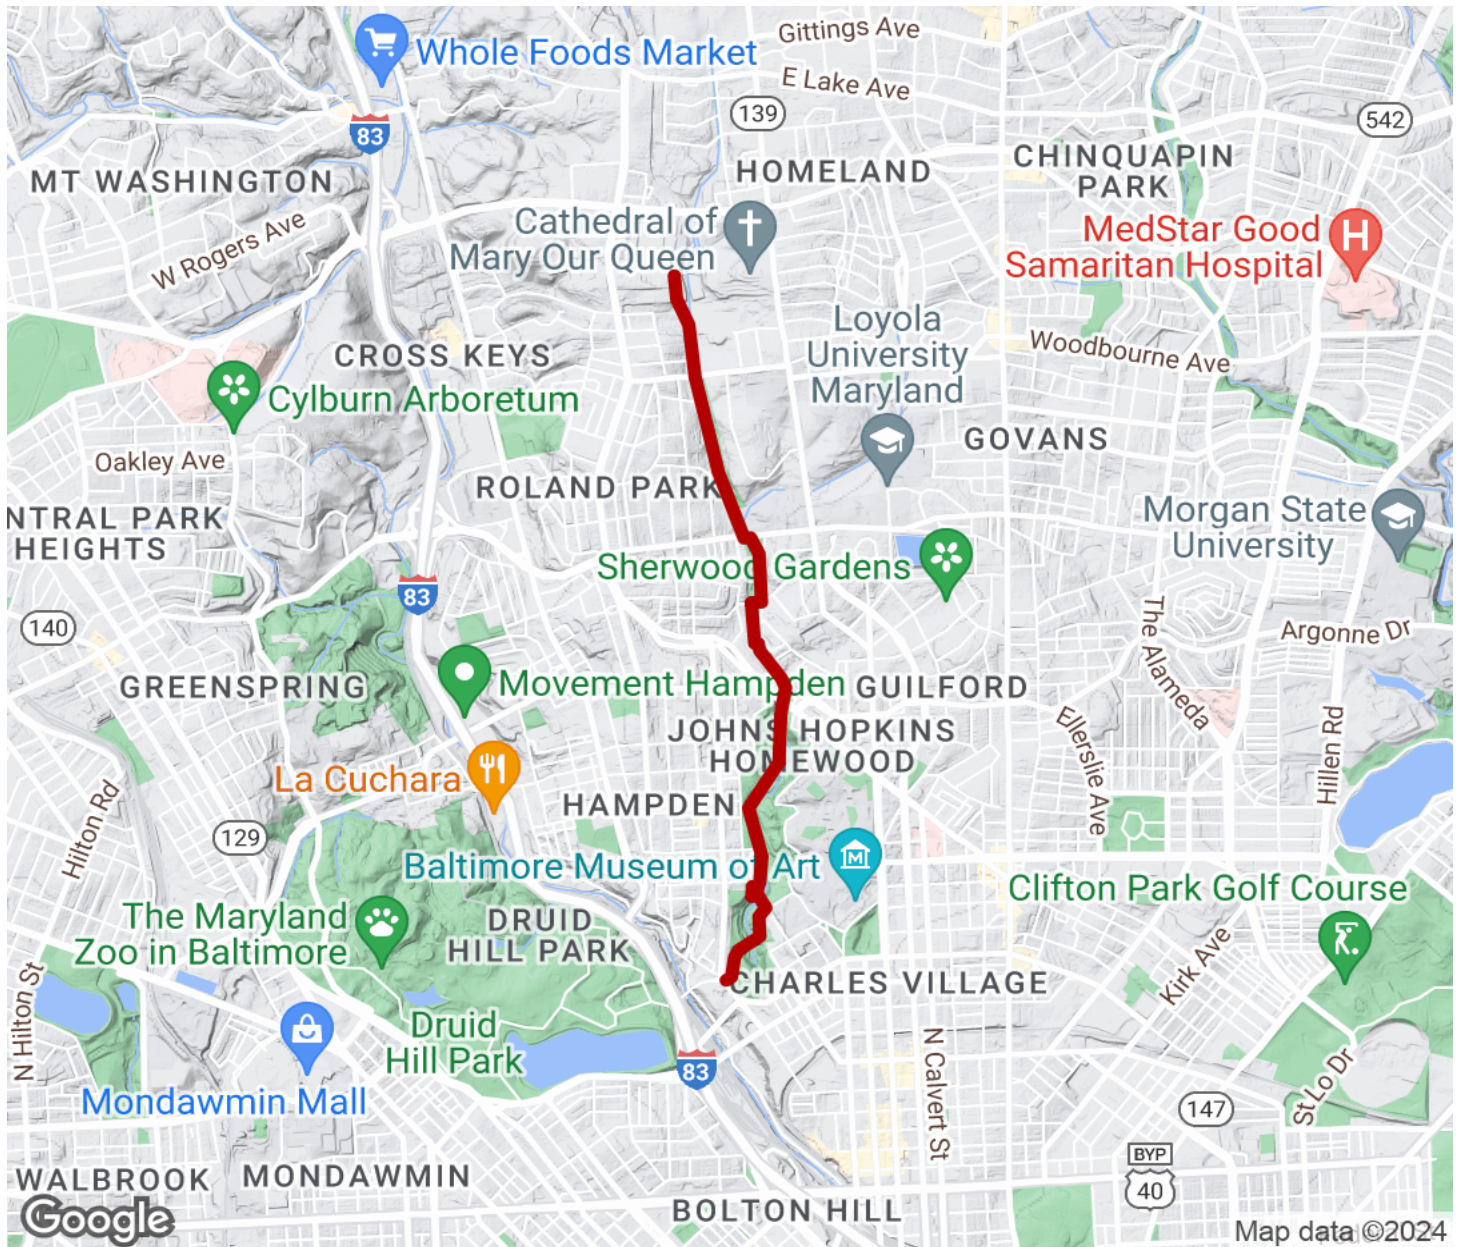 Gittings Ave
Whole Foods Market
E Lake Ave
139
542
83
CHINQUAPIN
PARK
HOMELAND
MT WASHINGTON
Cathedral of
Mary Our Queen
W Rogers Ave
MedStar Good
Samaritan Hospital
H
Loyola
University
Maryland
Woodbourne Ave
CROSS KEYS
Cylburn Arboretum
GOVANS
Oakley Ave
ROLAND PARK
NTRAL PARK
HEIGHTS
Morgan State
University
Sherwood Gardens
83
140
The Alameda
Argonne Dr
GREENSPRING
Movement Hampden
GUILFORD
JOHNS HOPKINS
HOMEWOOD
Ellerslie Ave
Hillen Rd
La Cuchara
HAMPDEN
Hilton Rd
129
Baltimore Museum of Art
M
Clifton Park Golf Course
The Maryland
Zoo in Baltimore
DRUID
HILL PARK
Kirk Ave
CHARLES VILLAGE
N Hilton St
Druid
Hill Park
N Calvert St
83
St Lo Dr
Mondawmin Mall
147
BYP
40
WALBROOK
MONDAWMIN
BOLTON HILL
Google
Map data ©2024